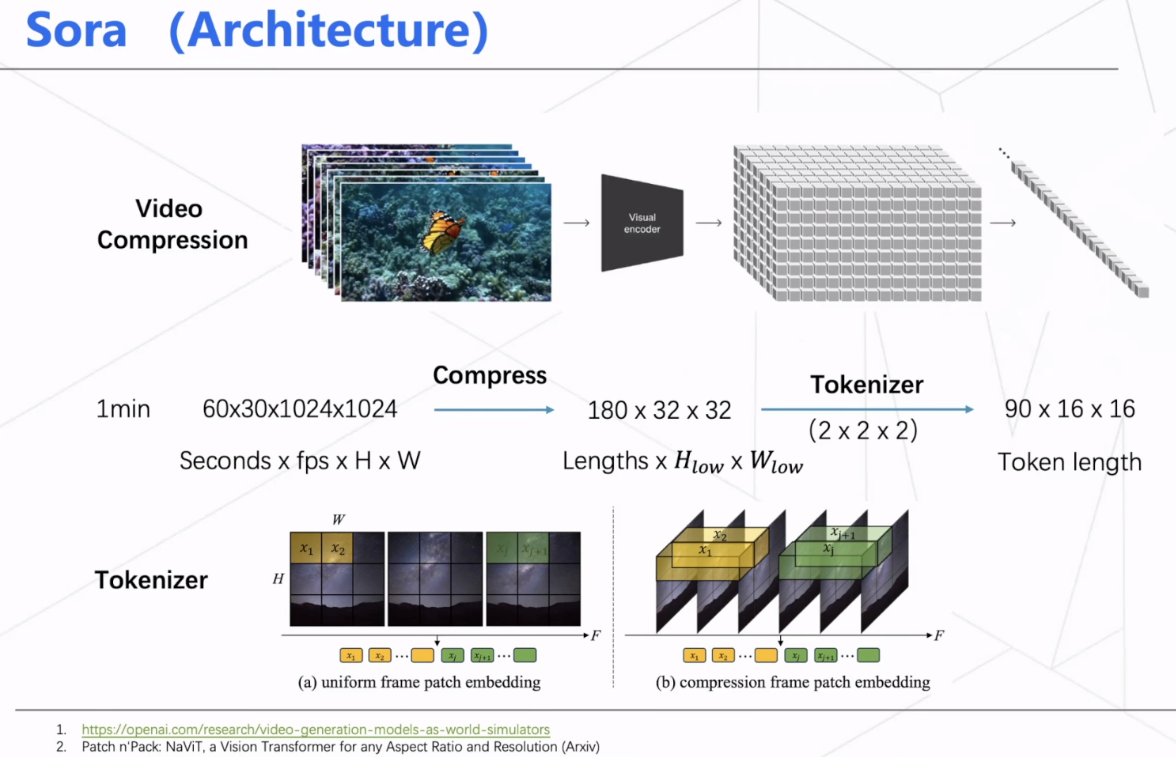 Sora （Architecture）
Video
Compression
Visual
encoder
Compress
Tokenizer
1min
60x30x1024x1024
180 x 32 x 32
(2 x 2 x 2)
90 x 16 x 16
Seconds x fps x H x W
Lengths x H_low x W_low
Token length
Tokenizer
W
H
x_1 x_2
x_j x_{j+1}
F
x_1 x_2 ... x_j x_{j+1} ...
(a) uniform frame patch embedding
x_2
x_1
x_{j+1}
x_j
F
x_1 x_2 ... x_j x_{j+1} ...
(b) compression frame patch embedding
1. https://openai.com/research/video-generation-models-as-world-simulators
2. Patch n'Pack: NaViT, a Vision Transformer for any Aspect Ratio and Resolution (Arxiv)